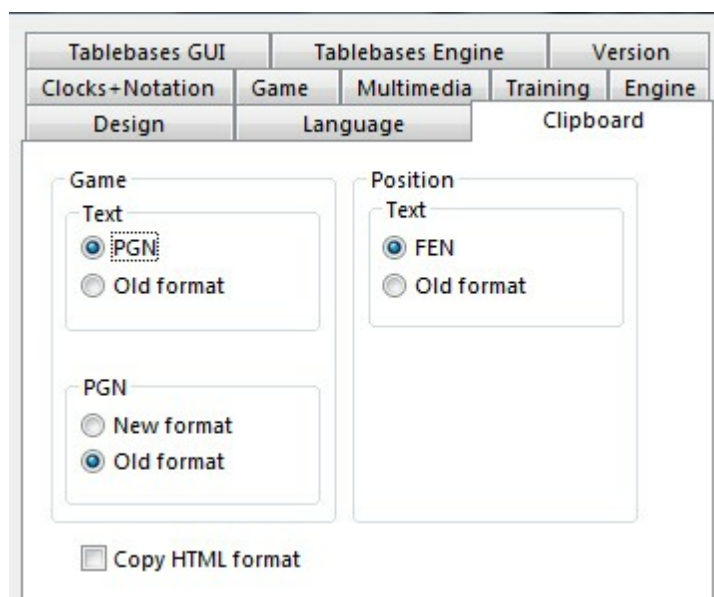 Tablebases GUI Tablebases Engine Version
Clocks+Notation Game Multimedia Training Engine
Design Language Clipboard
Game
Text
PGN
Old format
PGN
New format
Old format
Position
Text
FEN
Old format
Copy HTML format